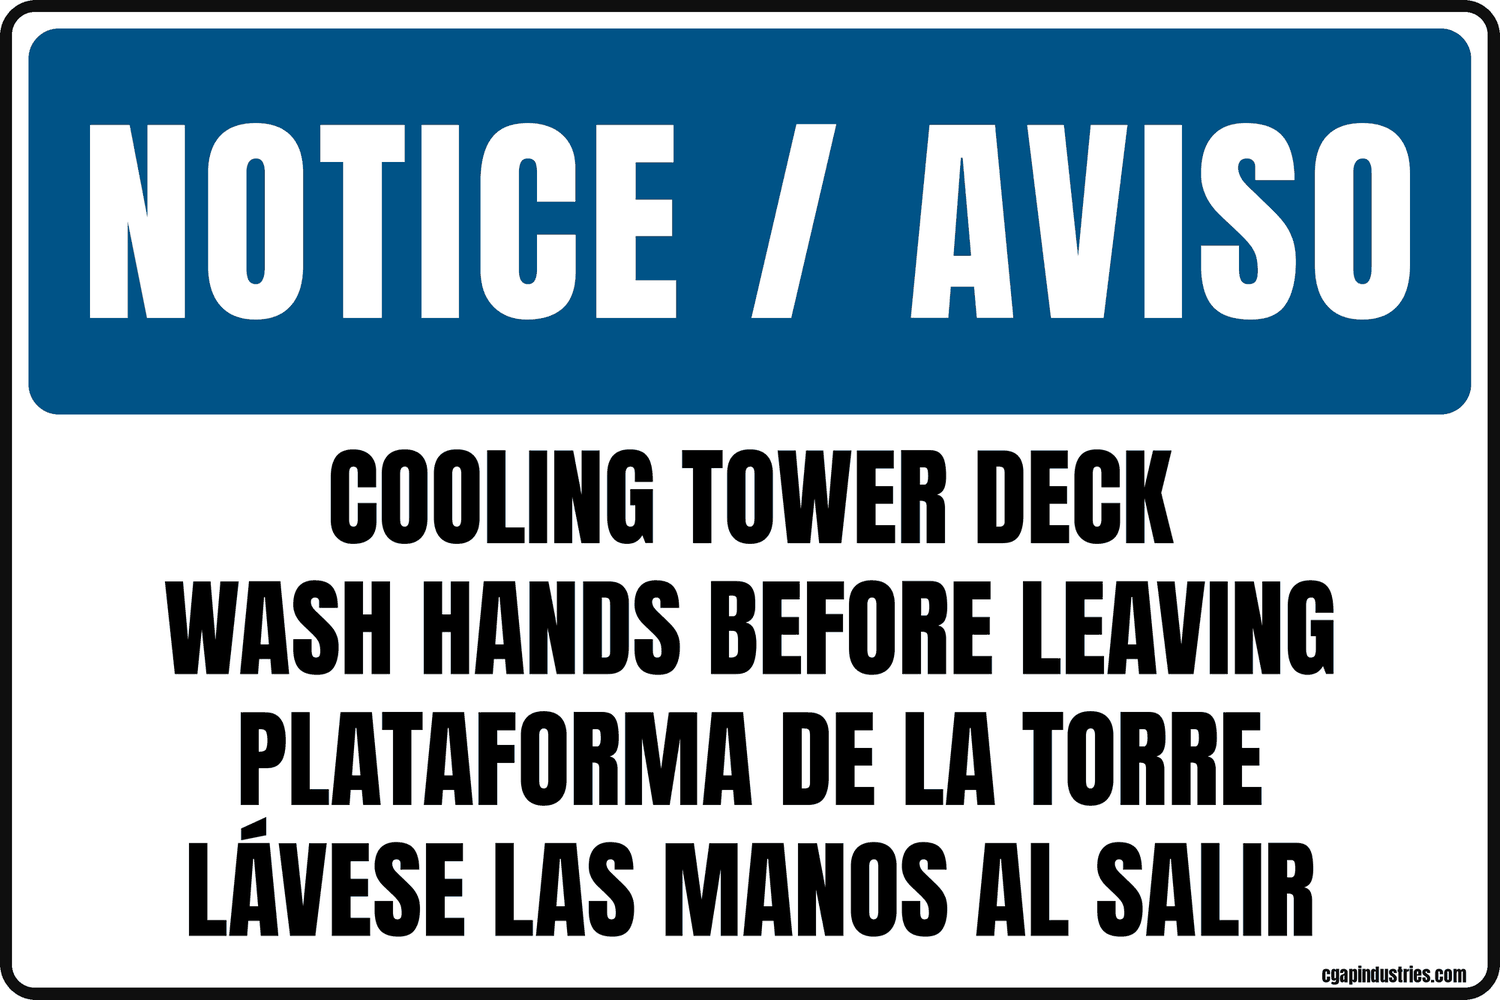 NOTICE / AVISO
COOLING TOWER DECK
WASH HANDS BEFORE LEAVING
PLATAFORMA DE LA TORRE
LÁVESE LAS MANOS AL SALIR
cgapindustries.com